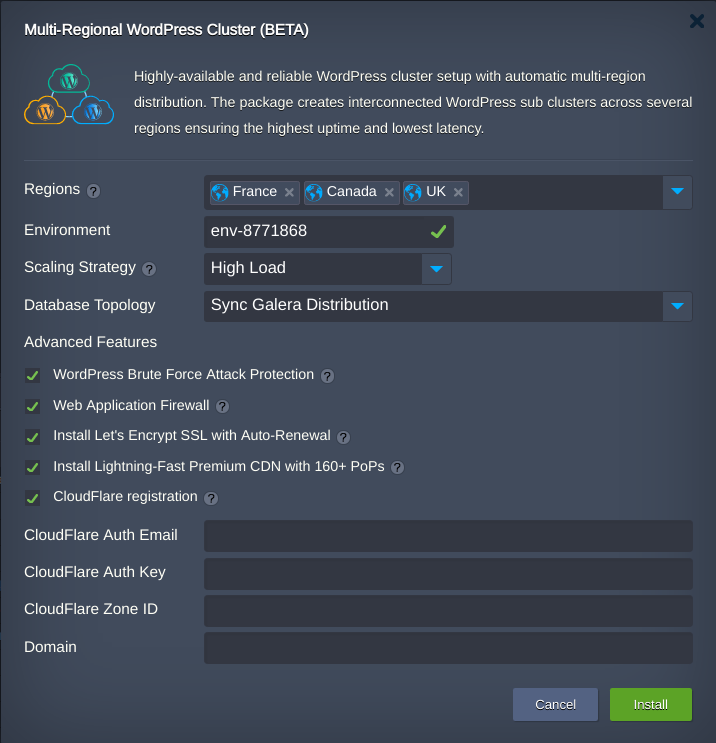 Multi-Regional WordPress Cluster (BETA)
Highly-available and reliable WordPress cluster setup with automatic multi-region
distribution. The package creates interconnected WordPress sub clusters across several
regions ensuring the highest uptime and lowest latency.
Regions ? France Canada UK
Environment env-8771868
Scaling Strategy ? High Load
Database Topology Sync Galera Distribution
Advanced Features
WordPress Brute Force Attack Protection ?
Web Application Firewall ?
Install Let's Encrypt SSL with Auto-Renewal ?
Install Lightning-Fast Premium CDN with 160+ PoPs ?
CloudFlare registration ?
CloudFlare Auth Email
CloudFlare Auth Key
CloudFlare Zone ID
Domain
Cancel Install